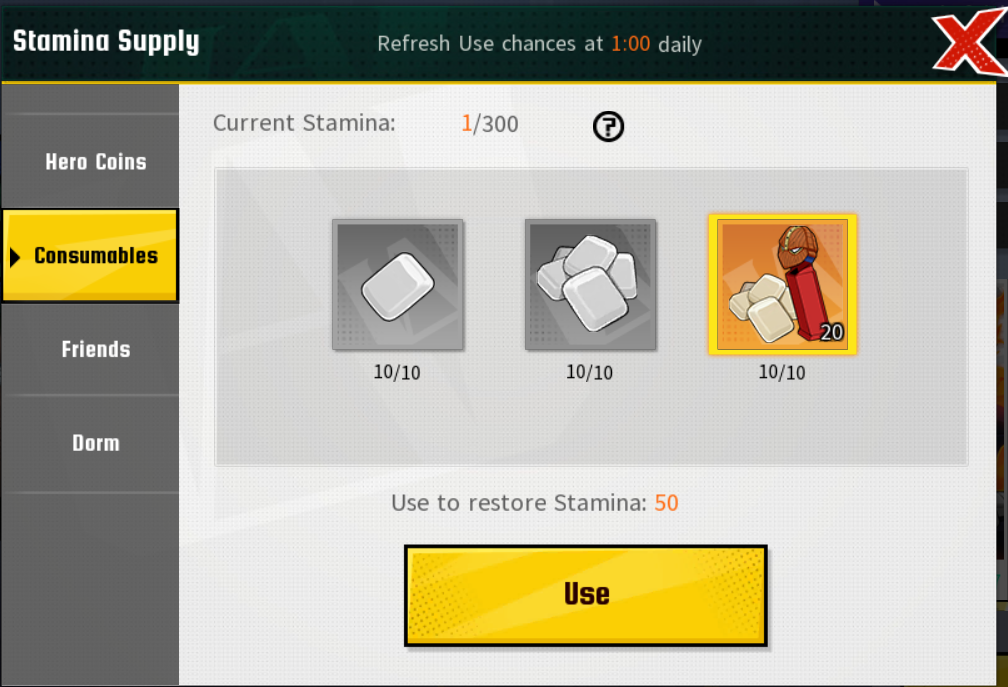 Stamina Supply
Refresh Use chances at 1:00 daily
Hero Coins
Consumables
Friends
Dorm
Current Stamina: 1/300
?
20
10/10 10/10 10/10
Use to restore Stamina: 50
Use